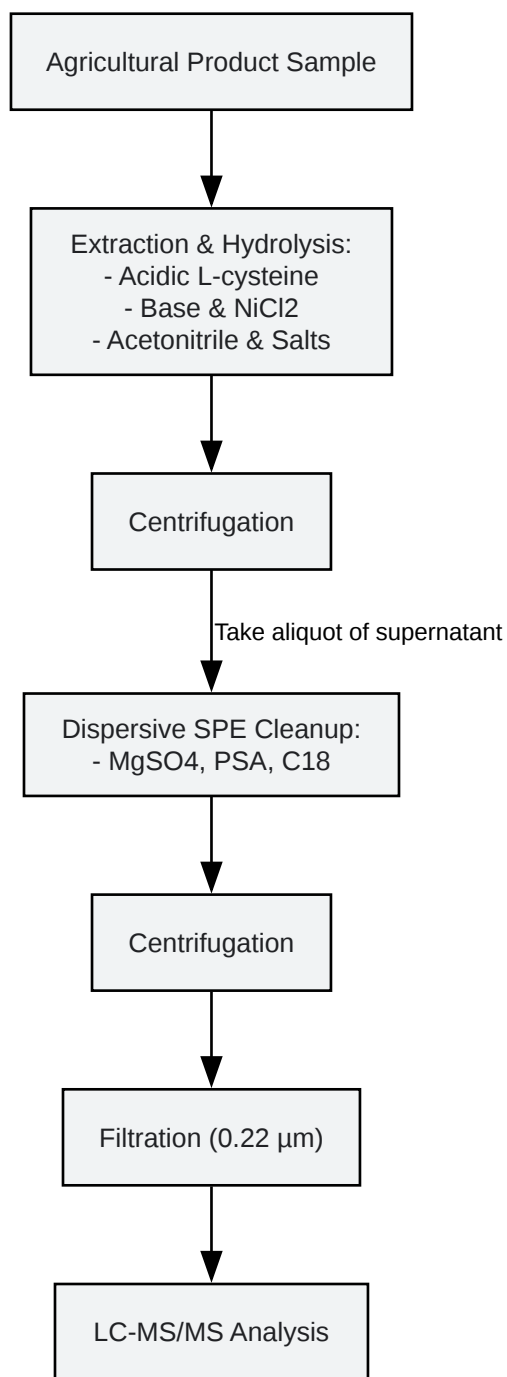 Agricultural Product Sample
Extraction & Hydrolysis:
- Acidic L-cysteine
- Base & NiCl2
- Acetonitrile & Salts
Centrifugation
Take aliquot of supernatant
Dispersive SPE Cleanup:
- MgSO4, PSA, C18
Centrifugation
Filtration (0.22 µm)
LC-MS/MS Analysis